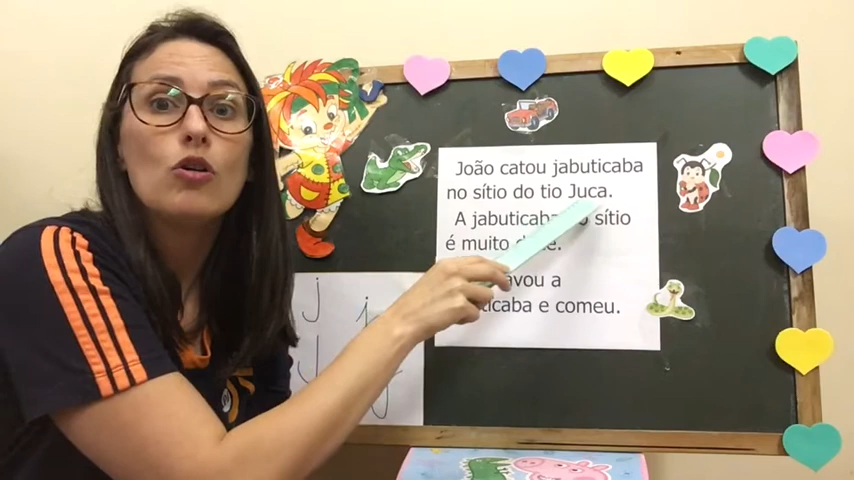 João catou jabuticaba
no sítio do tio Juca.
A jabuticaba sítio
é muito
a
e comeu.
j
j